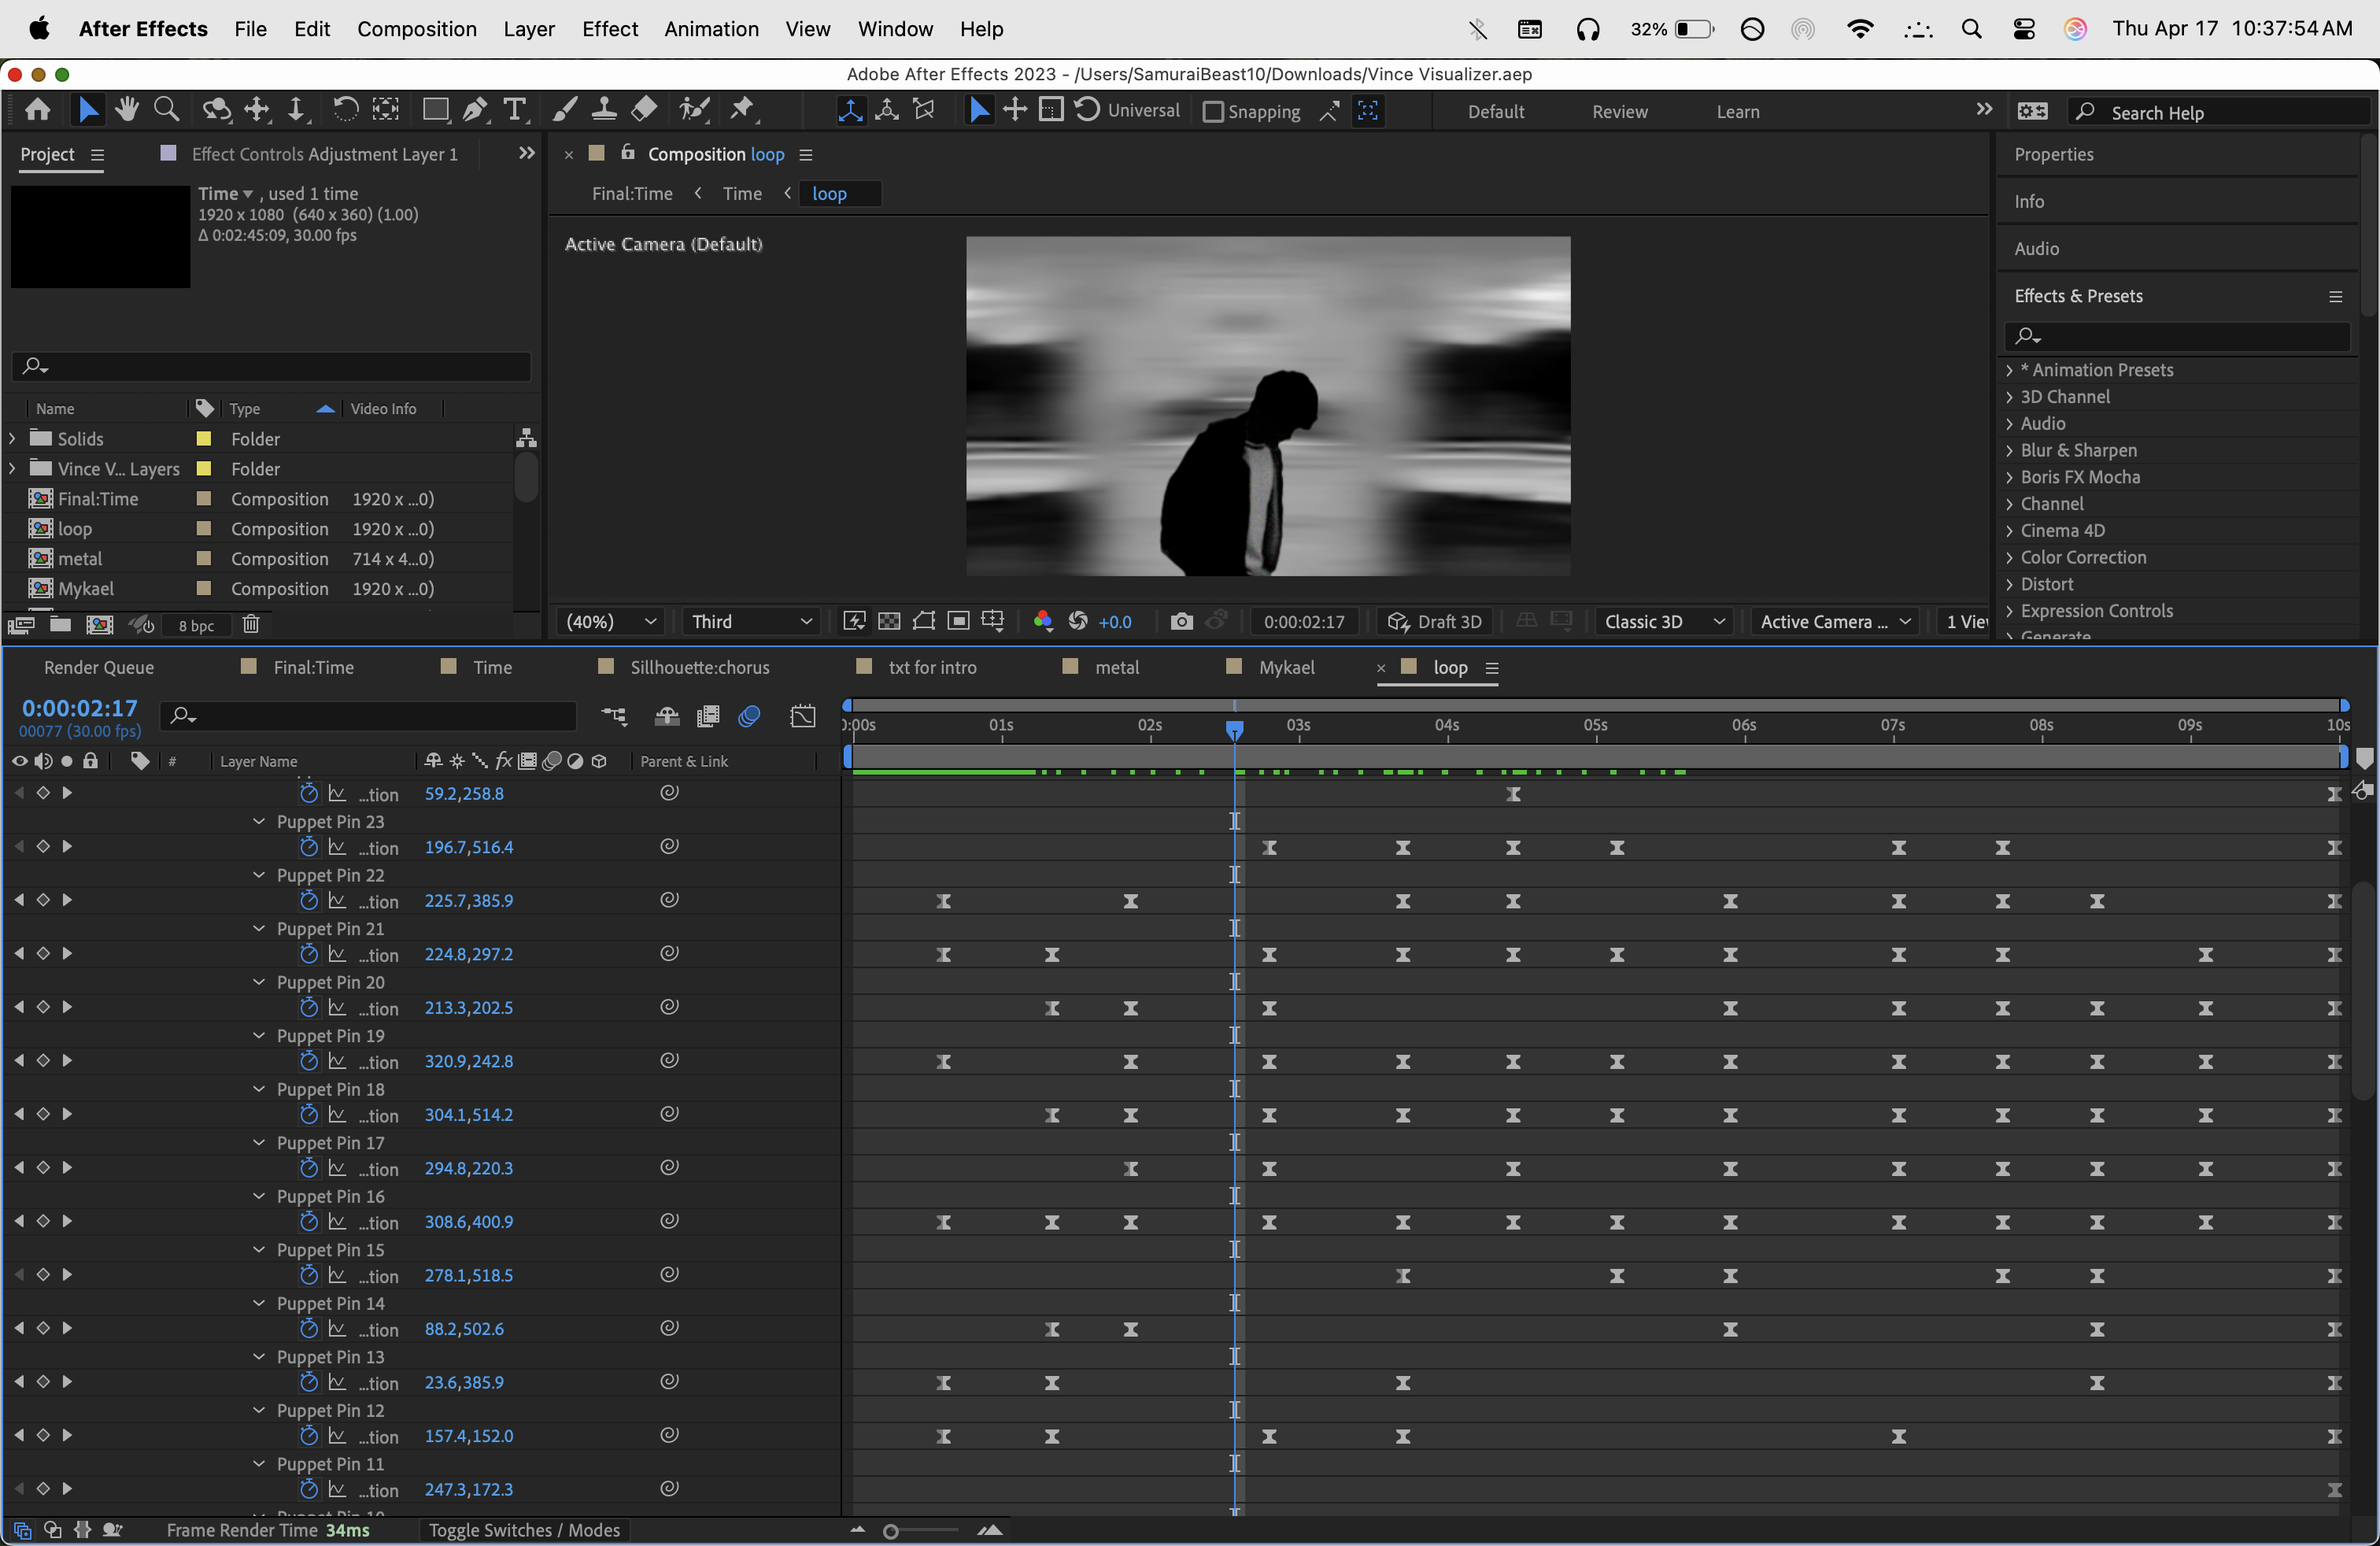 After Effects File Edit Composition Layer Effect Animation View Window Help 32% Thu Apr 17 10:37:54 AM
Adobe After Effects 2023 - /Users/SamuraiBeast10/Downloads/Vince Visualizer.aep
Universal Snapping Default Review Learn Search Help
Project Effect Controls Adjustment Layer 1
Time , used 1 time
1920 x 1080 (640 x 360) (1.00)
Δ 0:02:45:09, 30.00 fps
Name Type Video Info
Solids Folder
Vince V... Layers Folder
Final:Time Composition 1920 x ...0)
loop Composition 1920 x ...0)
metal Composition 714 x 4...0)
Mykael Composition 1920 x ...0)
8 bpc
Composition loop
Final:Time Time loop
Active Camera (Default)
(40%) Third +0.0 0:00:02:17 Draft 3D Classic 3D Active Camera ... 1 Vie
Properties
Info
Audio
Effects & Presets
* Animation Presets
3D Channel
Audio
Blur & Sharpen
Boris FX Mocha
Channel
Cinema 4D
Color Correction
Distort
Expression Controls
Generate
Render Queue Final:Time Time Sillhouette:chorus txt for intro metal Mykael loop
0:00:02:17
00077 (30.00 fps)
0:00s 01s 02s 03s 04s 05s 06s 07s 08s 09s 10s
# Layer Name fx Parent & Link
...tion 59.2,258.8
Puppet Pin 23
...tion 196.7,516.4
Puppet Pin 22
...tion 225.7,385.9
Puppet Pin 21
...tion 224.8,297.2
Puppet Pin 20
...tion 213.3,202.5
Puppet Pin 19
...tion 320.9,242.8
Puppet Pin 18
...tion 304.1,514.2
Puppet Pin 17
...tion 294.8,220.3
Puppet Pin 16
...tion 308.6,400.9
Puppet Pin 15
...tion 278.1,518.5
Puppet Pin 14
...tion 88.2,502.6
Puppet Pin 13
...tion 23.6,385.9
Puppet Pin 12
...tion 157.4,152.0
Puppet Pin 11
...tion 247.3,172.3
Puppet Pin 10
Frame Render Time 34ms Toggle Switches / Modes